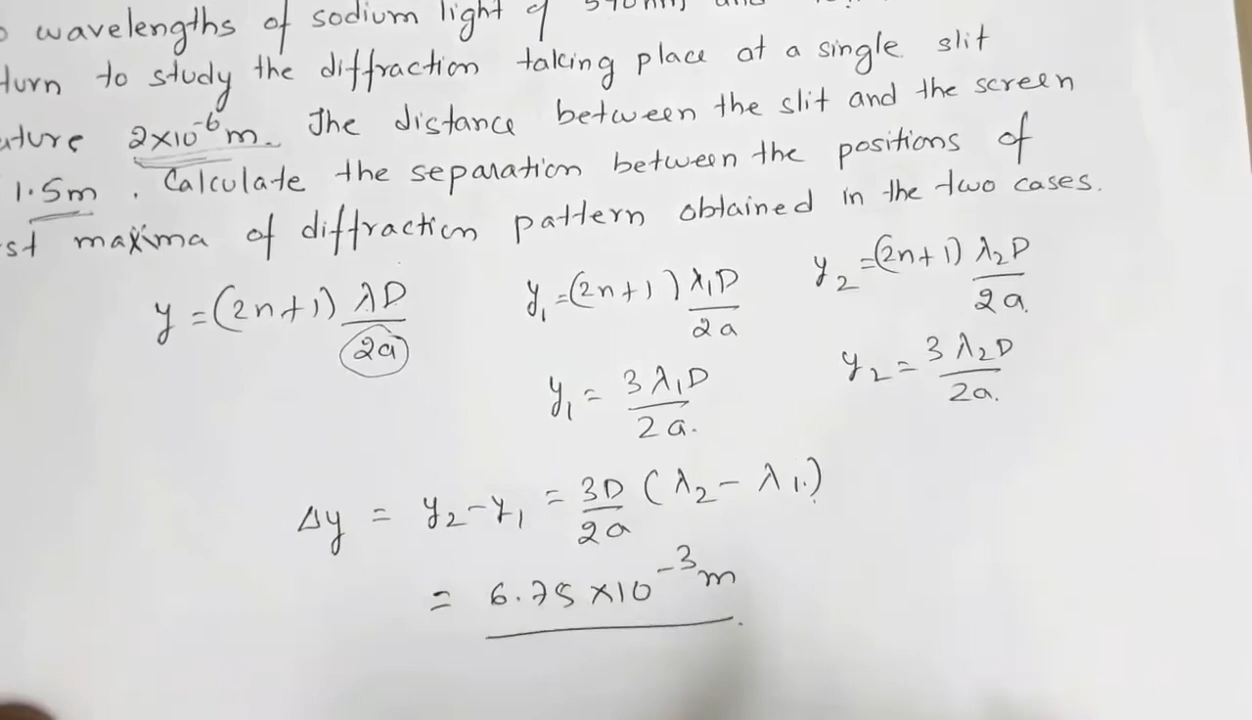 wavelengths of sodium light of
turn to study the diffraction taking place at a single slit
2×10⁻⁶m. The distance between the slit and the screen
1.5m. Calculate the separation between the positions of
st maxima of diffraction pattern obtained in the two cases.
y = (2n+1) λD/2a y₁ = (2n+1) λ₁D/2a y₂ = (2n+1) λ₂D/2a.
y₁ = 3λ₁D/2a. y₂ = 3λ₂D/2a.
Δy = y₂-y₁ = 3D/2a (λ₂-λ₁.)
= 6.75×10⁻³m.